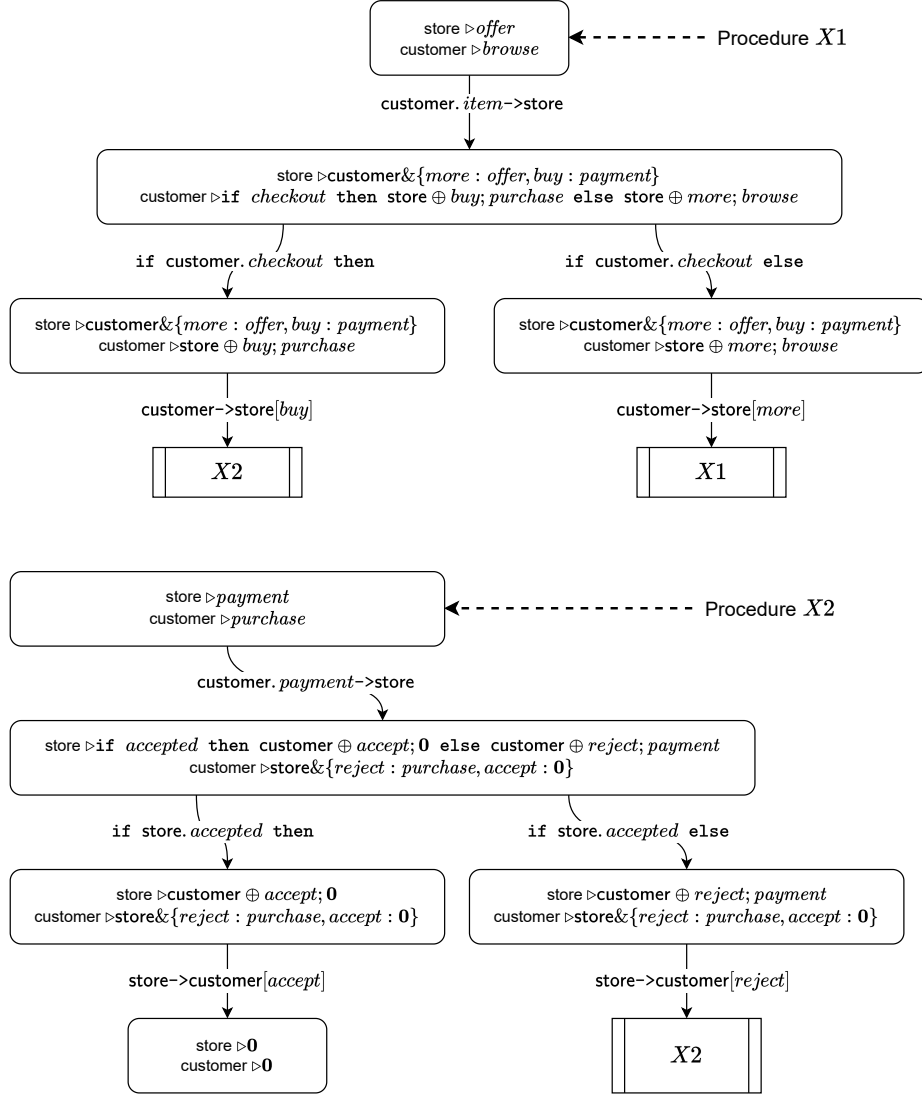 store ▷offer
customer ▷browse
Procedure X1
customer.item->store
store ▷customer&{more : offer, buy : payment}
customer ▷if checkout then store ⊕ buy; purchase else store ⊕ more; browse
if customer.checkout then
if customer.checkout else
store ▷customer&{more : offer, buy : payment}
customer ▷store ⊕ buy; purchase
store ▷customer&{more : offer, buy : payment}
customer ▷store ⊕ more; browse
customer->store[buy]
customer->store[more]
X2
X1
store ▷payment
customer ▷purchase
Procedure X2
customer.payment->store
store ▷if accepted then customer ⊕ accept; 0 else customer ⊕ reject; payment
customer ▷store&{reject : purchase, accept : 0}
if store.accepted then
if store.accepted else
store ▷customer ⊕ accept; 0
customer ▷store&{reject : purchase, accept : 0}
store ▷customer ⊕ reject; payment
customer ▷store&{reject : purchase, accept : 0}
store->customer[accept]
store->customer[reject]
store ▷0
customer ▷0
X2